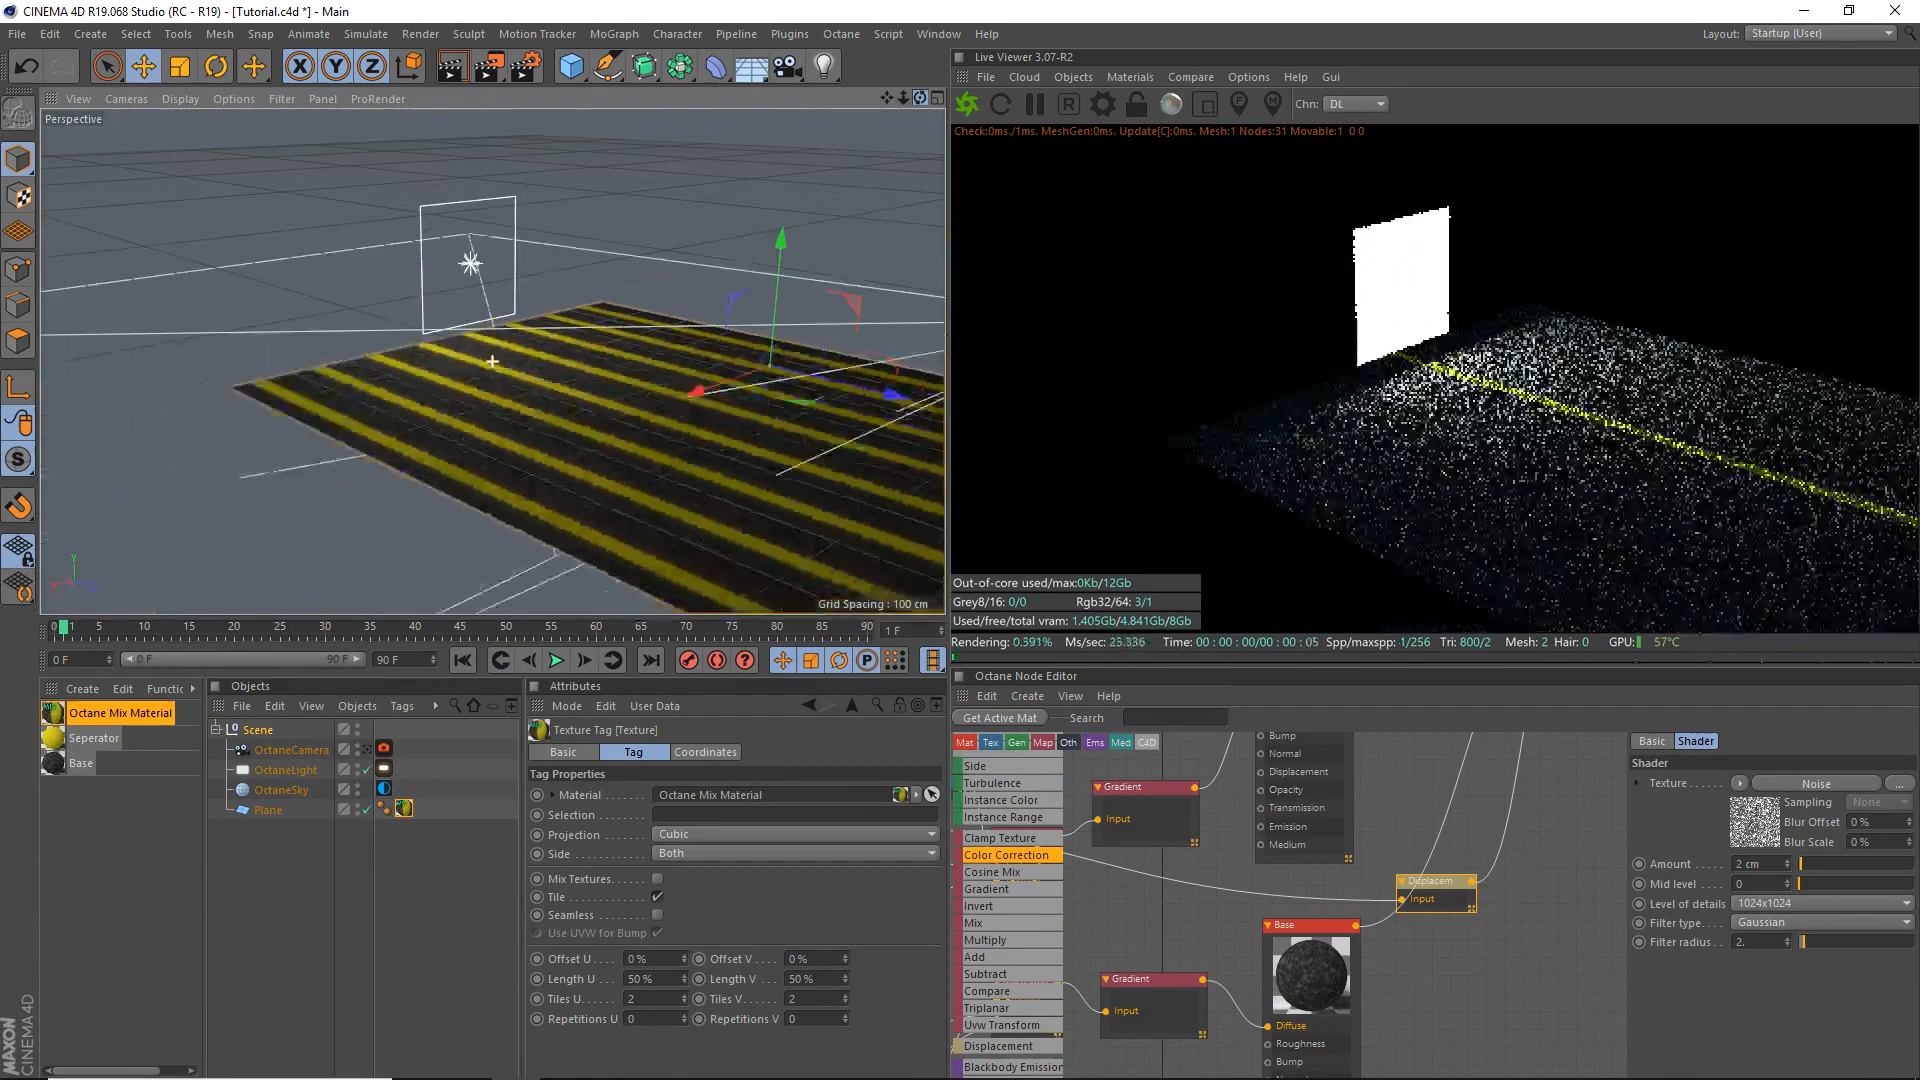 CINEMA 4D R19.068 Studio (RC - R19) - [Tutorial.c4d *] - Main
File Edit Create Select Tools Mesh Snap Animate Simulate Render Sculpt Motion Tracker MoGraph Character Pipeline Plugins Octane Script Window Help
Layout: Startup (User)
Live Viewer 3.07-R2
File Cloud Objects Materials Compare Options Help Gui
Chn: DL
View Cameras Display Options Filter Panel ProRender
Perspective
Check:0ms./1ms. MeshGen:0ms. Update[C]:0ms. Mesh:1 Nodes:31 Movable:1 0 0
Out-of-core used/max:0Kb/12Gb
Grey8/16: 0/0 Rgb32/64: 3/1
Used/free/total vram: 1.405Gb/4.841Gb/8Gb
Grid Spacing : 100 cm
Rendering: 0.391% Ms/sec: 23.336 Time: 00 : 00 : 00/00 : 00 : 05 Spp/maxspp: 1/256 Tri: 800/2 Mesh: 2 Hair: 0 GPU: 57°C
0 1 5 10 15 20 25 30 35 40 45 50 55 60 65 70 75 80 85 90 1 F
0 F 0 F 90 F 90 F
Create Edit Functic
Octane Mix Material
Seperator
Base
Objects
File Edit View Objects Tags
Scene
OctaneCamera
OctaneLight
OctaneSky
Plane
Attributes
Mode Edit User Data
Texture Tag [Texture]
Basic Tag Coordinates
Tag Properties
Material Octane Mix Material
Selection
Projection Cubic
Side Both
Mix Textures
Tile
Seamless
Use UVW for Bump
Offset U 0 % Offset V 0 %
Length U 50 % Length V 50 %
Tiles U 2 Tiles V 2
Repetitions U 0 Repetitions V 0
Octane Node Editor
Edit Create View Help
Get Active Mat Search
Mat Tex Gen Map Oth Ems Med C4D
Side
Turbulence
Instance Color
Instance Range
Clamp Texture
Color Correction
Cosine Mix
Gradient
Invert
Mix
Multiply
Add
Subtract
Compare
Triplanar
Uvw Transform
Displacement
Blackbody Emission
Gradient
Input
Bump
Normal
Displacement
Opacity
Transmission
Emission
Medium
Displacem
Input
Base
Gradient
Input
Diffuse
Roughness
Bump
Basic Shader
Shader
Texture Noise ...
Sampling None
Blur Offset 0 %
Blur Scale 0 %
Amount 2 cm
Mid level 0
Level of details 1024x1024
Filter type Gaussian
Filter radius 2.
MAXON
CINEMA 4D